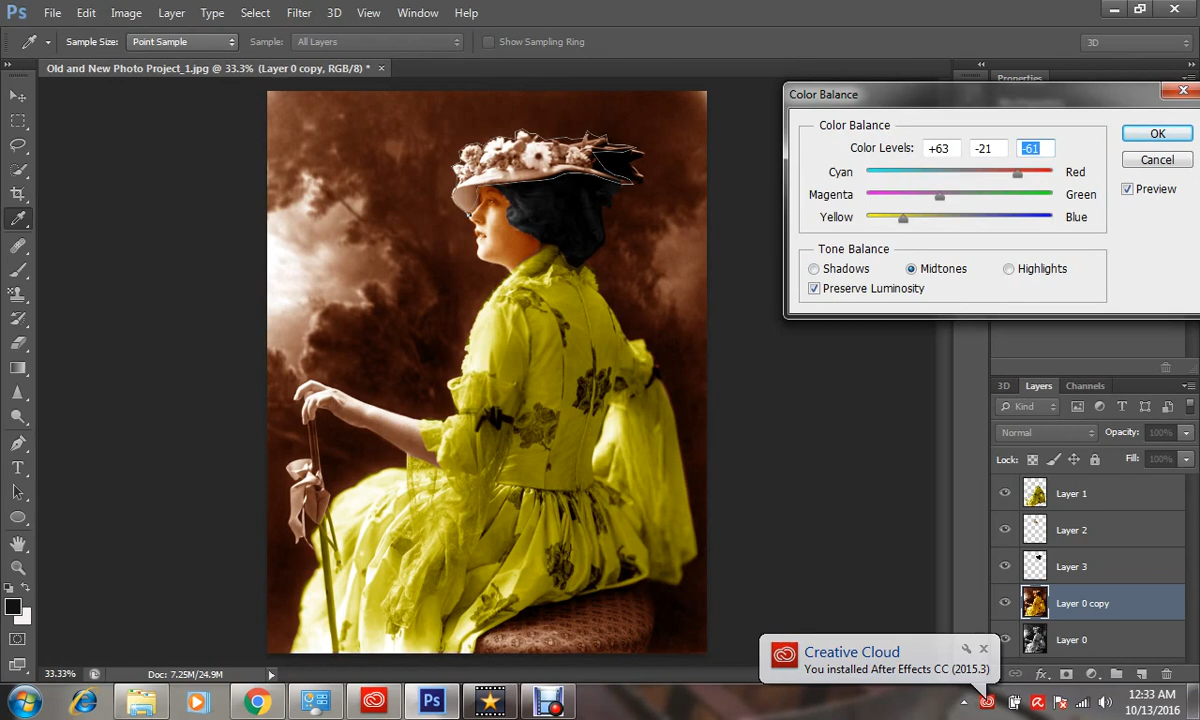 Ps File Edit Image Layer Type Select Filter 3D View Window Help
Sample Size: Point Sample Sample: All Layers Show Sampling Ring 3D
Old and New Photo Project_1.jpg @ 33.3% (Layer 0 copy, RGB/8) * ×
Properties
Color Balance
Color Balance
Color Levels: +63 -21 -61
Cyan Red
Magenta Green
Yellow Blue
OK
Cancel
Preview
Tone Balance
Shadows Midtones Highlights
Preserve Luminosity
3D Layers Channels
Kind
Normal Opacity: 100%
Lock: Fill: 100%
Layer 1
Layer 2
Layer 3
Layer 0 copy
Layer 0
fx
33.33% Doc: 7.25M/24.9M
Creative Cloud
You installed After Effects CC (2015.3)
Ps
12:33 AM
10/13/2016